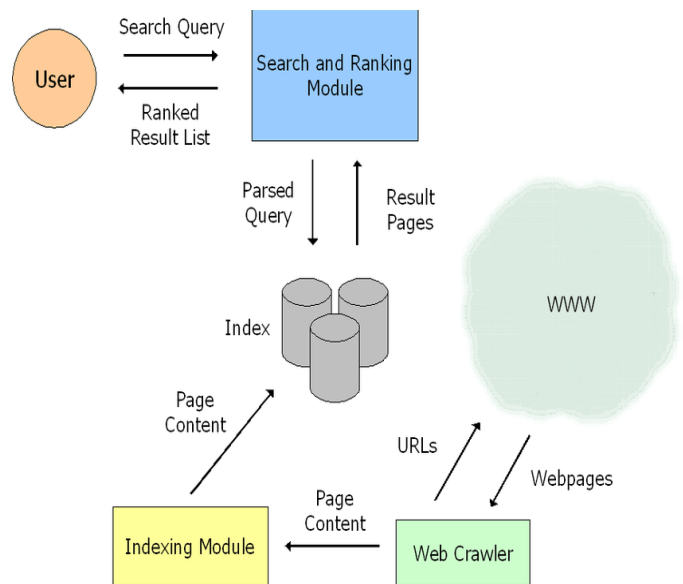 Search Query
User
Search and Ranking
Module
Ranked
Result List
Parsed
Query
Result
Pages
WWW
Index
Page
Content
URLs
Webpages
Page
Content
Indexing Module
Web Crawler